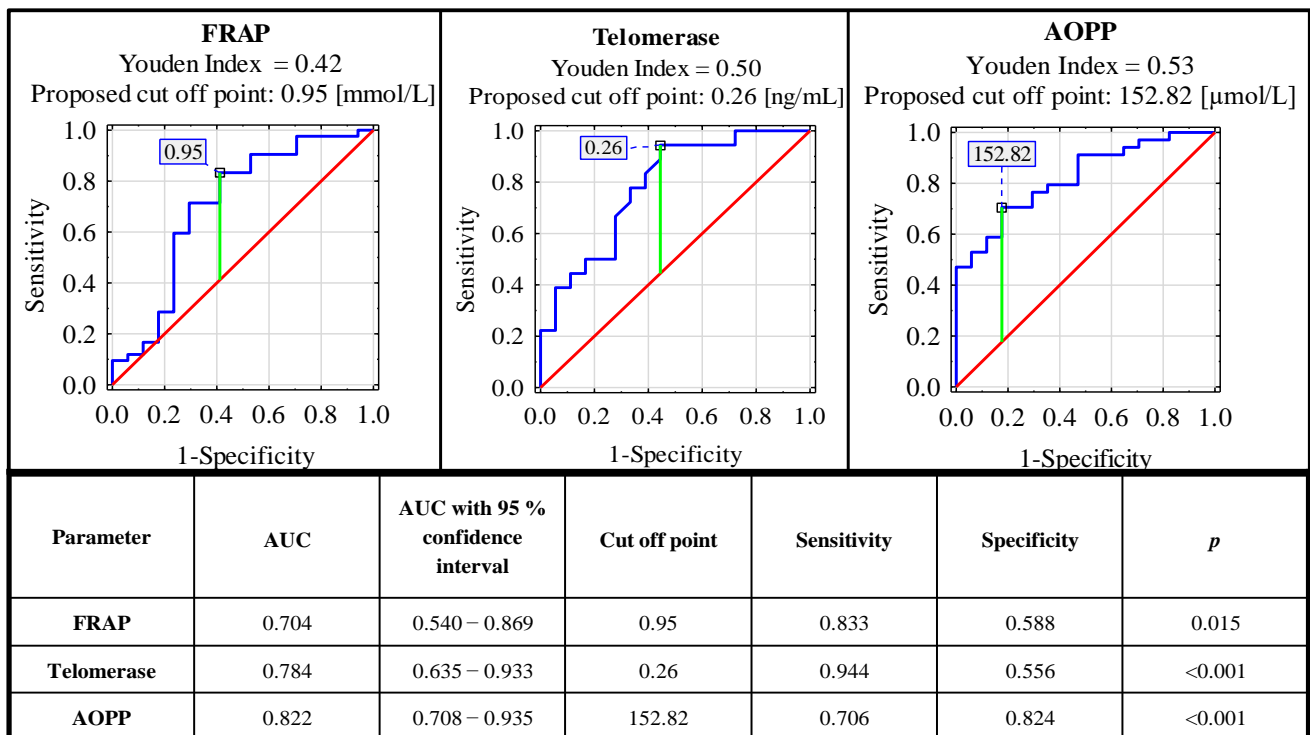 FRAP
Youden Index = 0.42
Proposed cut off point: 0.95 [mmol/L]
1.0
0.8
0.6
0.4
0.2
0.0
Sensitivity
0.95
0.0 0.2 0.4 0.6 0.8 1.0
1-Specificity
Telomerase
Youden Index = 0.50
Proposed cut off point: 0.26 [ng/mL]
1.0
0.8
0.6
0.4
0.2
0.0
Sensitivity
0.26
0.0 0.2 0.4 0.6 0.8 1.0
1-Specificity
AOPP
Youden Index = 0.53
Proposed cut off point: 152.82 [µmol/L]
1.0
0.8
0.6
0.4
0.2
0.0
Sensitivity
152.82
0.0 0.2 0.4 0.6 0.8 1.0
1-Specificity
Parameter AUC AUC with 95 % confidence interval Cut off point Sensitivity Specificity p
FRAP 0.704 0.540 − 0.869 0.95 0.833 0.588 0.015
Telomerase 0.784 0.635 − 0.933 0.26 0.944 0.556 <0.001
AOPP 0.822 0.708 − 0.935 152.82 0.706 0.824 <0.001